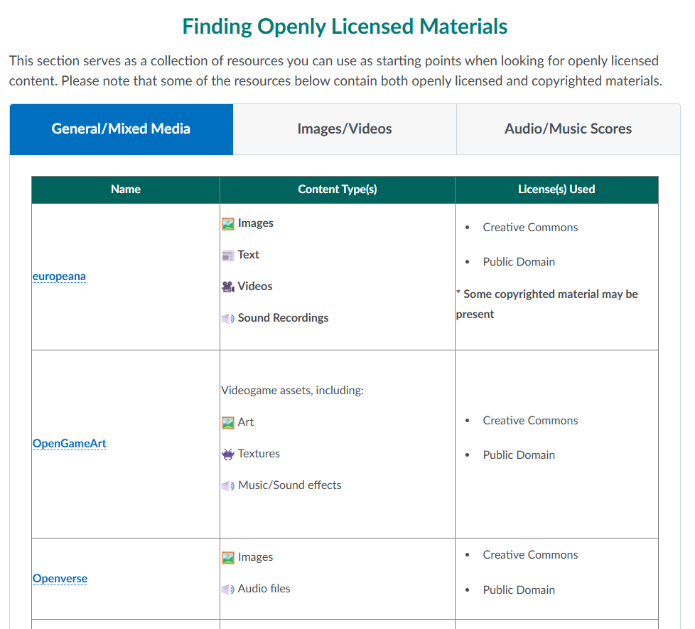 Finding Openly Licensed Materials
This section serves as a collection of resources you can use as starting points when looking for openly licensed
content. Please note that some of the resources below contain both openly licensed and copyrighted materials.
General/Mixed Media
Images/Videos
Audio/Music Scores
Name
Content Type(s)
License(s) Used
europeana
Images
Text
Videos
Sound Recordings
• Creative Commons
• Public Domain
* Some copyrighted material may be
present
OpenGameArt
Videogame assets, including:
Art
Textures
Music/Sound effects
• Creative Commons
• Public Domain
Openverse
Images
Audio files
• Creative Commons
• Public Domain